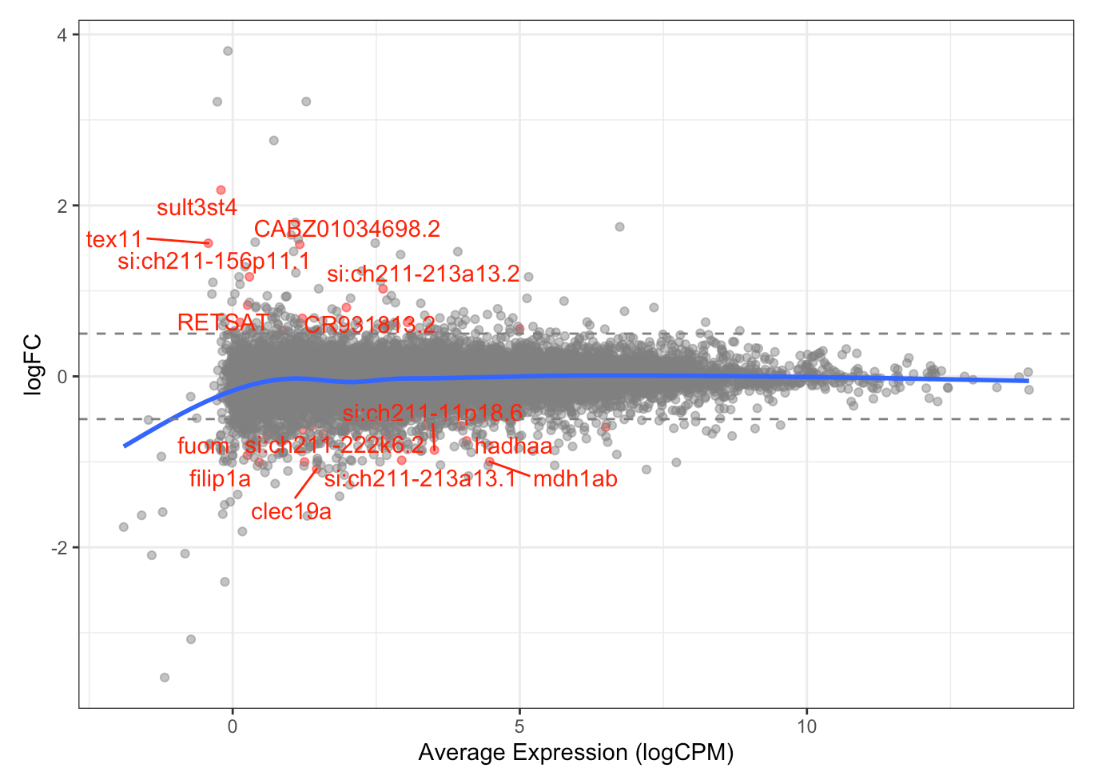 4
sult3st4
2
CABZ01034698.2
tex11
si:ch211-156p11.1
si:ch211-213a13.2
RETSAT
CR931813.2
logFC
0
si:ch211-11p18.6
fuom
si:ch211-222k6.2
hadhaa
filip1a
si:ch211-213a13.1
mdh1ab
clec19a
-2
0
5
10
Average Expression (logCPM)